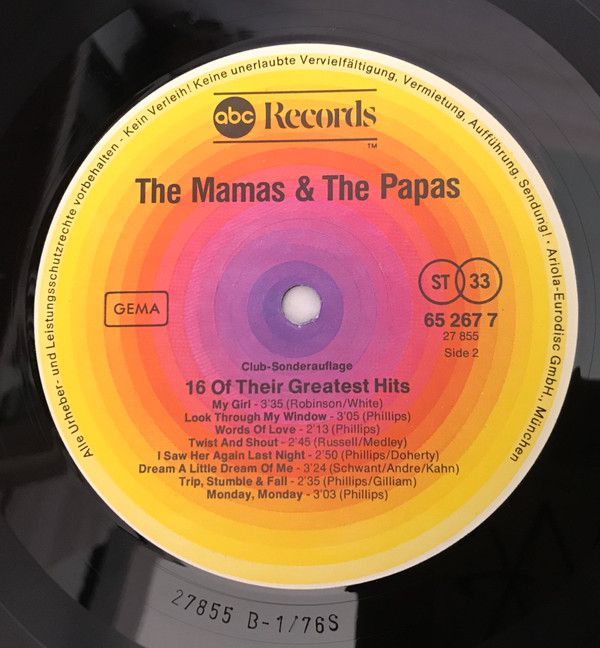 Alle Urheber- und Leistungsschutzrechte vorbehalten - Kein Verleih! Keine unerlaubte Vervielfältigung, Vermietung, Aufführung, Sendung! · Ariola-Eurodisc GmbH., München
abc Records
TM
The Mamas & The Papas
GEMA
ST 33
65 267 7
27 855
Side 2
Club-Sonderauflage
16 Of Their Greatest Hits
My Girl - 3'35 (Robinson/White)
Look Through My Window - 3'05 (Phillips)
Words Of Love - 2'13 (Phillips)
Twist And Shout - 2'45 (Russell/Medley)
I Saw Her Again Last Night - 2'50 (Phillips/Doherty)
Dream A Little Dream Of Me - 3'24 (Schwant/Andre/Kahn)
Trip, Stumble & Fall - 2'35 (Phillips/Gilliam)
Monday, Monday - 3'03 (Phillips)
27855 B-1/76S